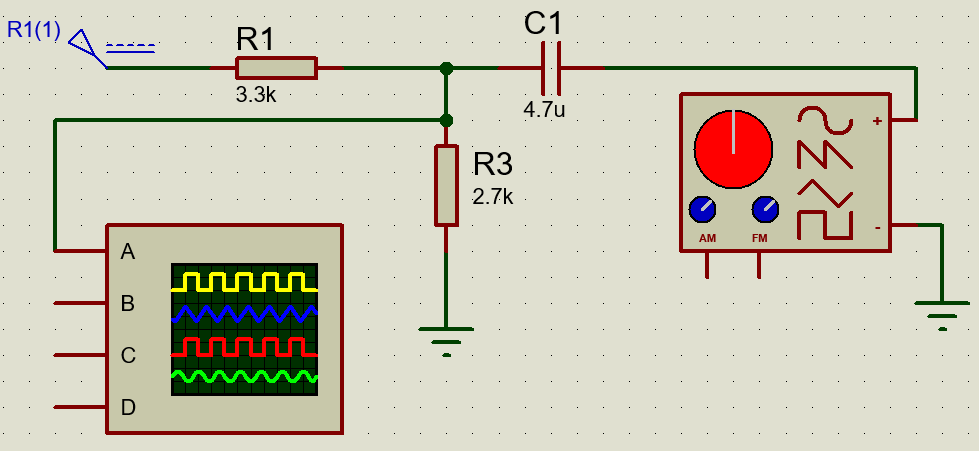 R1(1)
R1
3.3k
C1
4.7u
R3
2.7k
+
-
AM
FM
A
B
C
D